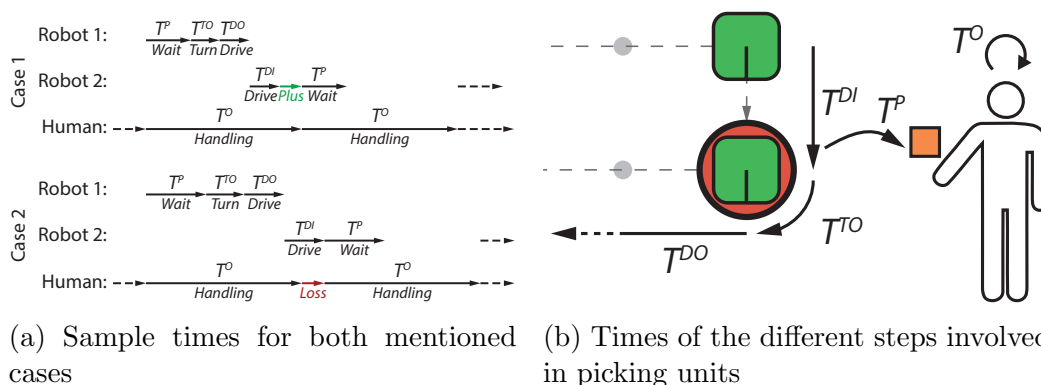 Case 1
Robot 1:
T^P T^TO T^DO
Wait Turn Drive
Robot 2:
T^DI T^P
Drive Plus Wait
Human:
T^O T^O
Handling Handling
Case 2
Robot 1:
T^P T^TO T^DO
Wait Turn Drive
Robot 2:
T^DI T^P
Drive Wait
Human:
T^O T^O
Handling Loss Handling
T^O
T^DI
T^P
T^TO
T^DO
(a) Sample times for both mentioned
cases
(b) Times of the different steps involved
in picking units